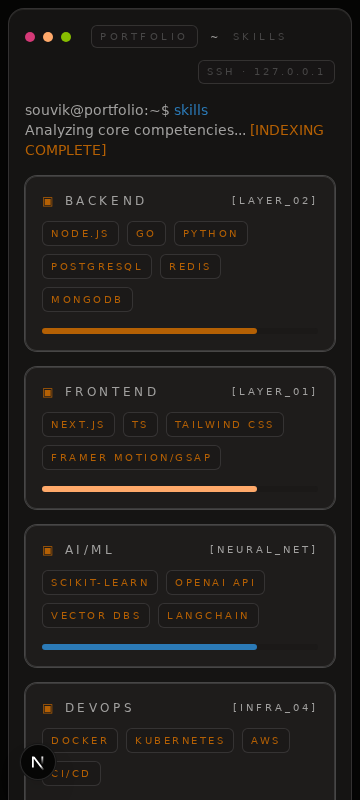 PORTFOLIO ~ SKILLS
SSH · 127.0.0.1
souvik@portfolio:~$ skills
Analyzing core competencies... [INDEXING
COMPLETE]
▣ BACKEND [LAYER_02]
NODE.JS GO PYTHON
POSTGRESQL REDIS
MONGODB
▣ FRONTEND [LAYER_01]
NEXT.JS TS TAILWIND CSS
FRAMER MOTION/GSAP
▣ AI/ML [NEURAL_NET]
SCIKIT-LEARN OPENAI API
VECTOR DBS LANGCHAIN
▣ DEVOPS [INFRA_04]
DOCKER KUBERNETES AWS
N CI/CD